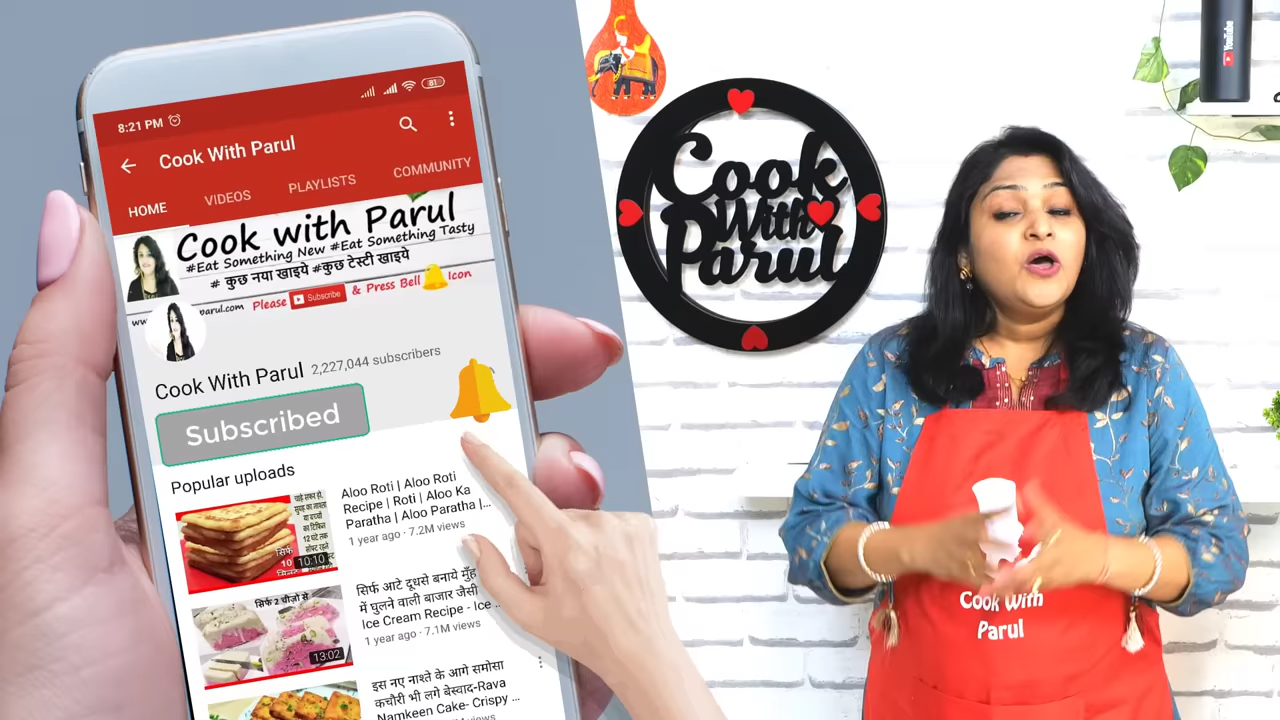 8:21 PM
81
Cook With Parul
HOME VIDEOS PLAYLISTS COMMUNITY
Cook with Parul
#Eat Something New #Eat Something Tasty
# कुछ नया खाइये #कुछ टेस्टी खाइये
parul.com Please Subscribe & Press Bell Icon
Cook With Parul 2,227,044 subscribers
Subscribed
Popular uploads
Aloo Roti | Aloo Roti
Recipe | Roti | Aloo Ka
Paratha | Aloo Paratha |...
1 year ago · 7.2M views
10:10
सिर्फ आटे दूधसे बनाये मुँह
में घुलने वाली बाजार जैसी
Ice Cream Recipe - Ice ...
1 year ago · 7.1M views
सिर्फ 2 चीज़ो से
13:02
इस नए नाश्ते के आगे समोसा
कचौरी भी लगे बेस्वाद-Rava
Namkeen Cake- Crispy ...
views
Cook
With
Parul
YouTube
Cook With
Parul